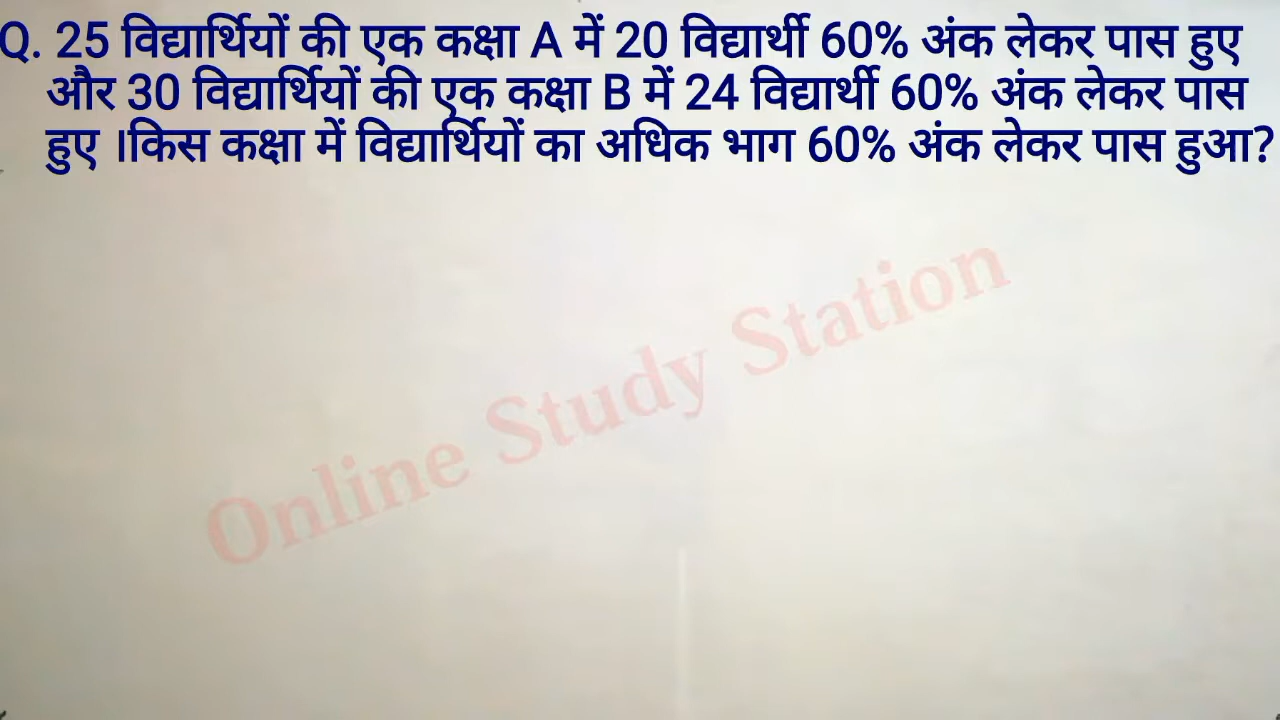 Q. 25 विद्यार्थियों की एक कक्षा A में 20 विद्यार्थी 60% अंक लेकर पास हुए
और 30 विद्यार्थियों की एक कक्षा B में 24 विद्यार्थी 60% अंक लेकर पास
हुए ।किस कक्षा में विद्यार्थियों का अधिक भाग 60% अंक लेकर पास हुआ?
Online Study Station